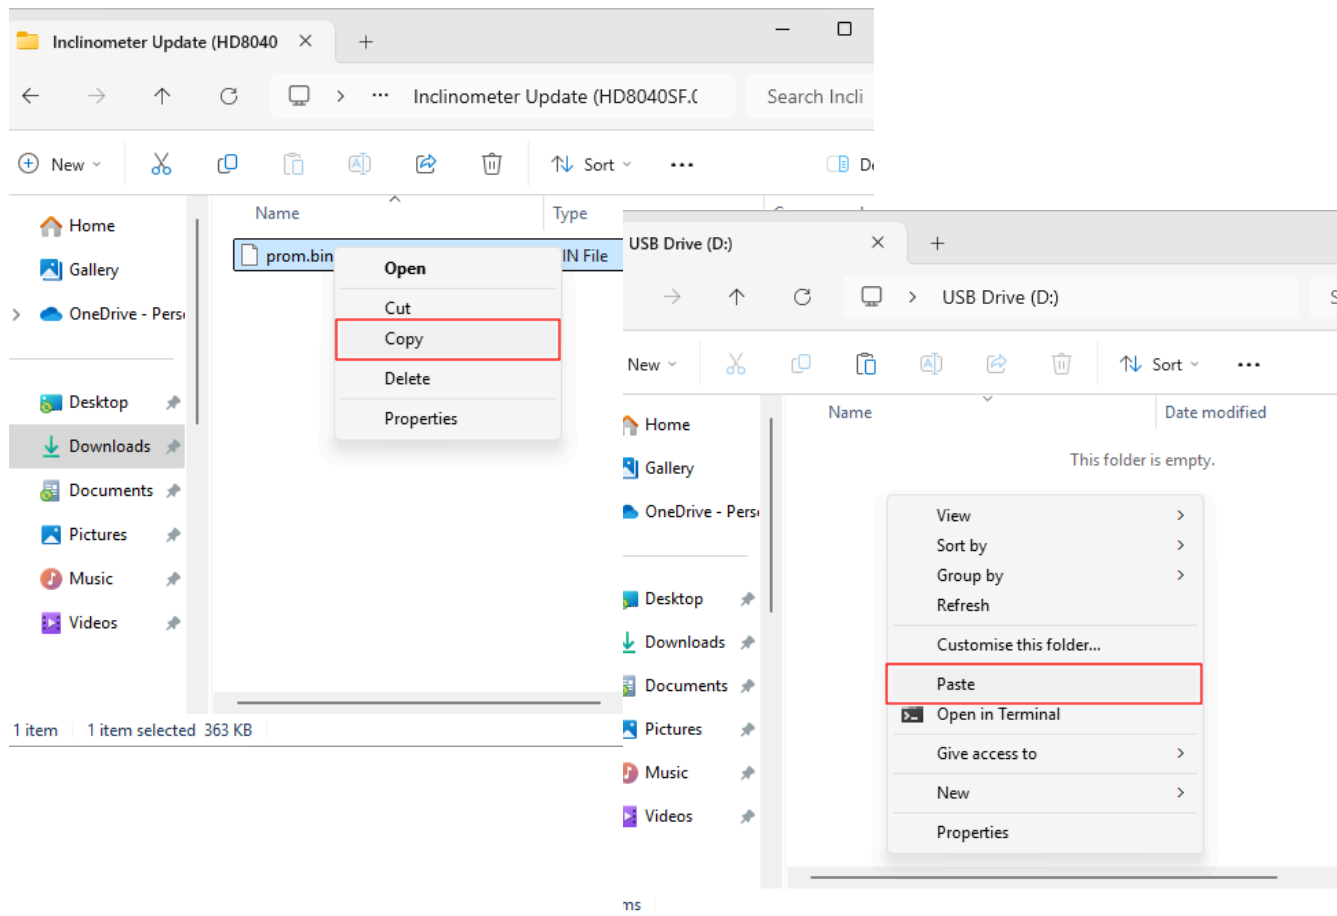 Inclinometer Update (HD8040
Inclinometer Update (HD8040SF.0
Search Incli
New
Sort
Name
Type
Home
Gallery
OneDrive - Pers
Desktop
Downloads
Documents
Pictures
Music
Videos
prom.bin
IN File
Open
Cut
Copy
Delete
Properties
1 item
1 item selected 363 KB
USB Drive (D:)
USB Drive (D:)
New
Sort
Name
Date modified
This folder is empty.
Home
Gallery
OneDrive - Pers
Desktop
Downloads
Documents
Pictures
Music
Videos
View
Sort by
Group by
Refresh
Customise this folder...
Paste
Open in Terminal
Give access to
New
Properties
ms